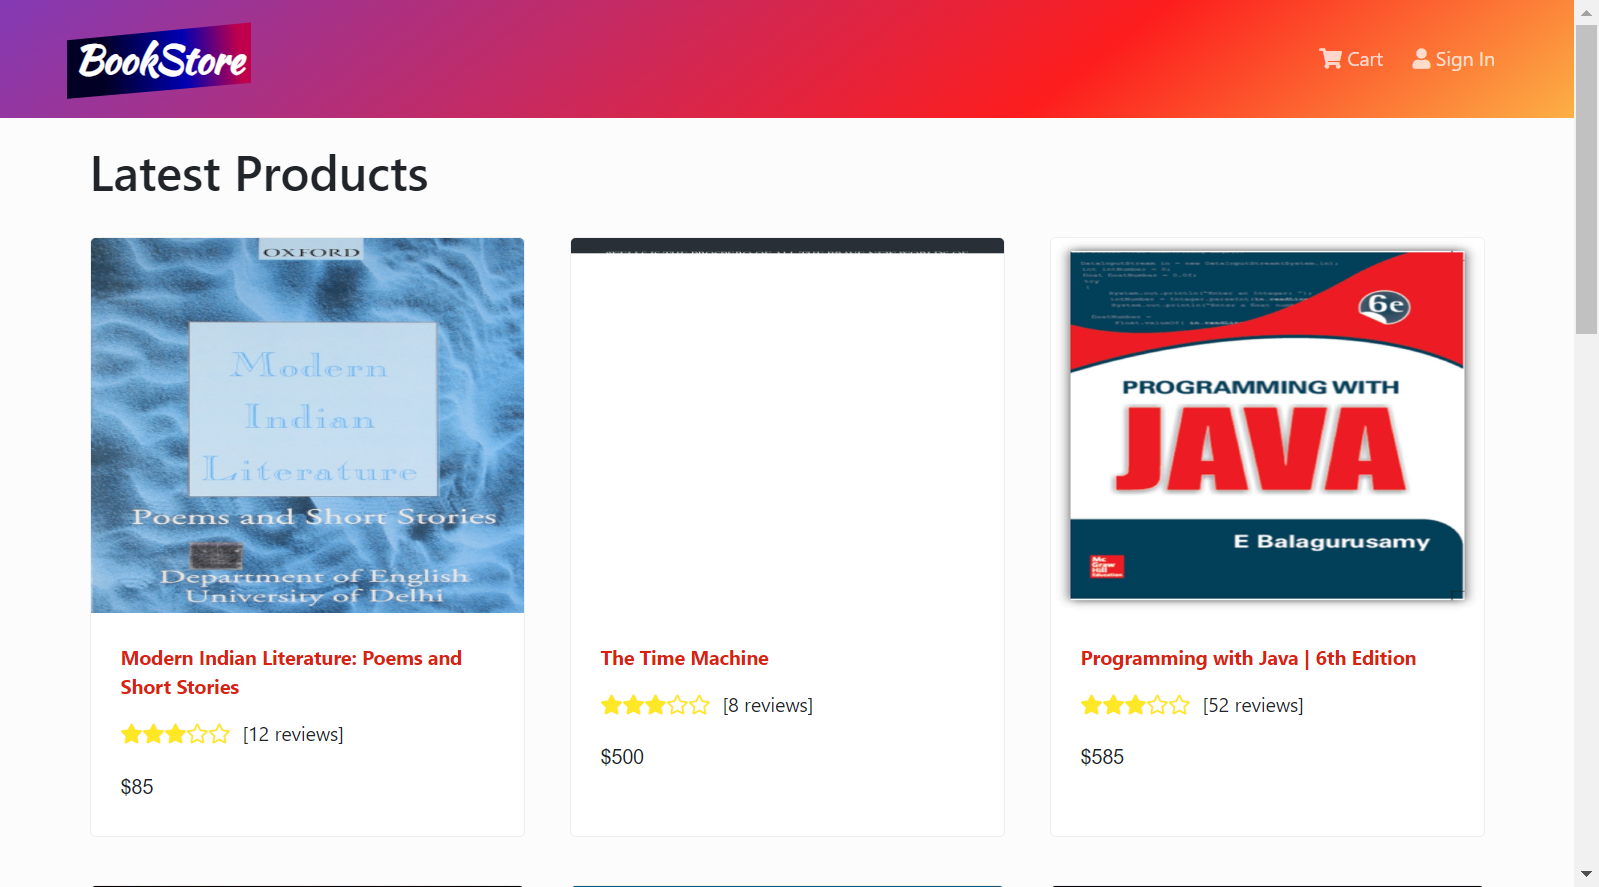 BookStore
Cart
Sign In
Latest Products
OXFORD
Modern
Indian
Literature
Poems and Short Stories
Department of English
University of Delhi
6e
PROGRAMMING WITH
JAVA
E Balagurusamy
Mc
Graw
Hill
Education
Modern Indian Literature: Poems and
Short Stories
[12 reviews]
$85
The Time Machine
[8 reviews]
$500
Programming with Java | 6th Edition
[52 reviews]
$585